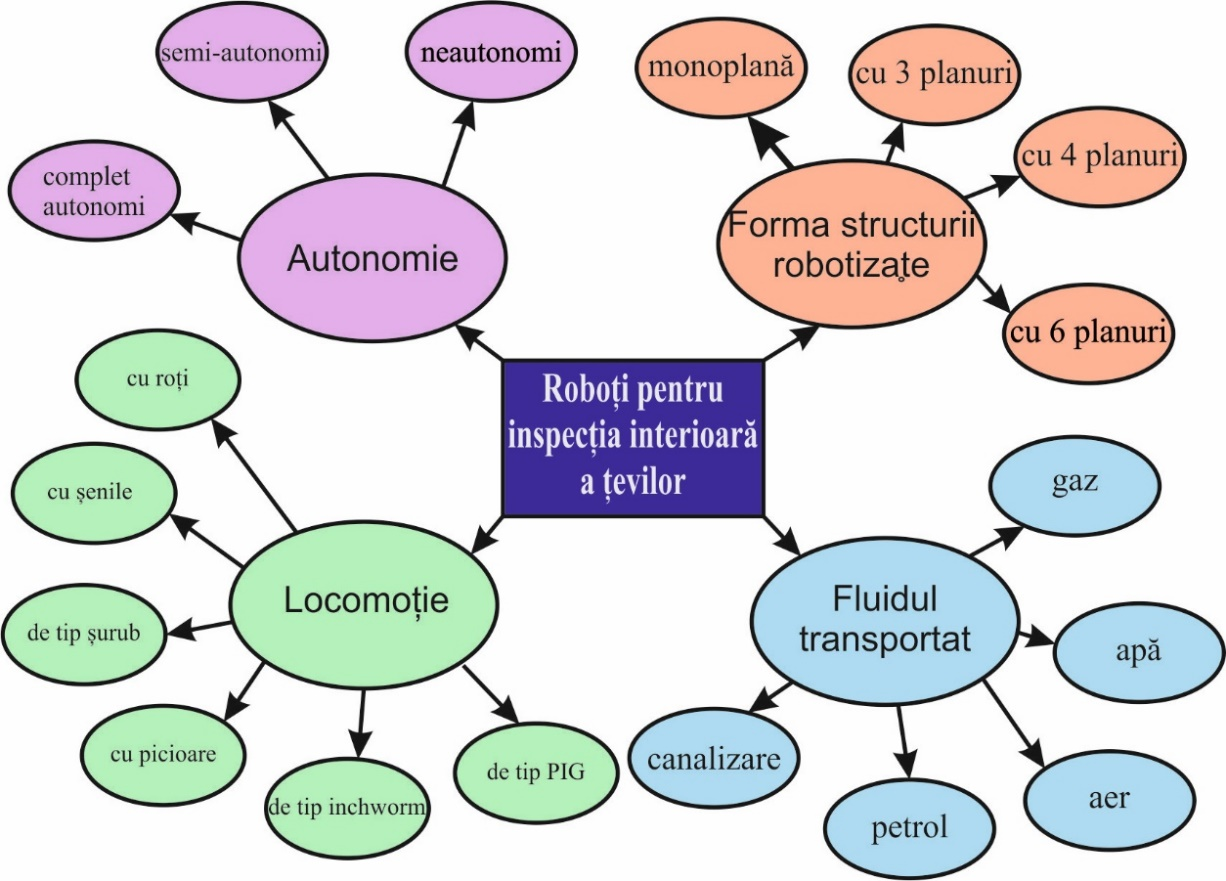 semi-autonomi
neautonomi
complet
autonomi
Autonomie
monoplană
cu 3 planuri
cu 4 planuri
Forma structurii
robotizate
cu 6 planuri
Roboți pentru
inspecția interioară
a țevilor
cu roți
cu șenile
Locomoție
de tip șurub
cu picioare
de tip inchworm
de tip PIG
gaz
Fluidul
transportat
apă
canalizare
petrol
aer